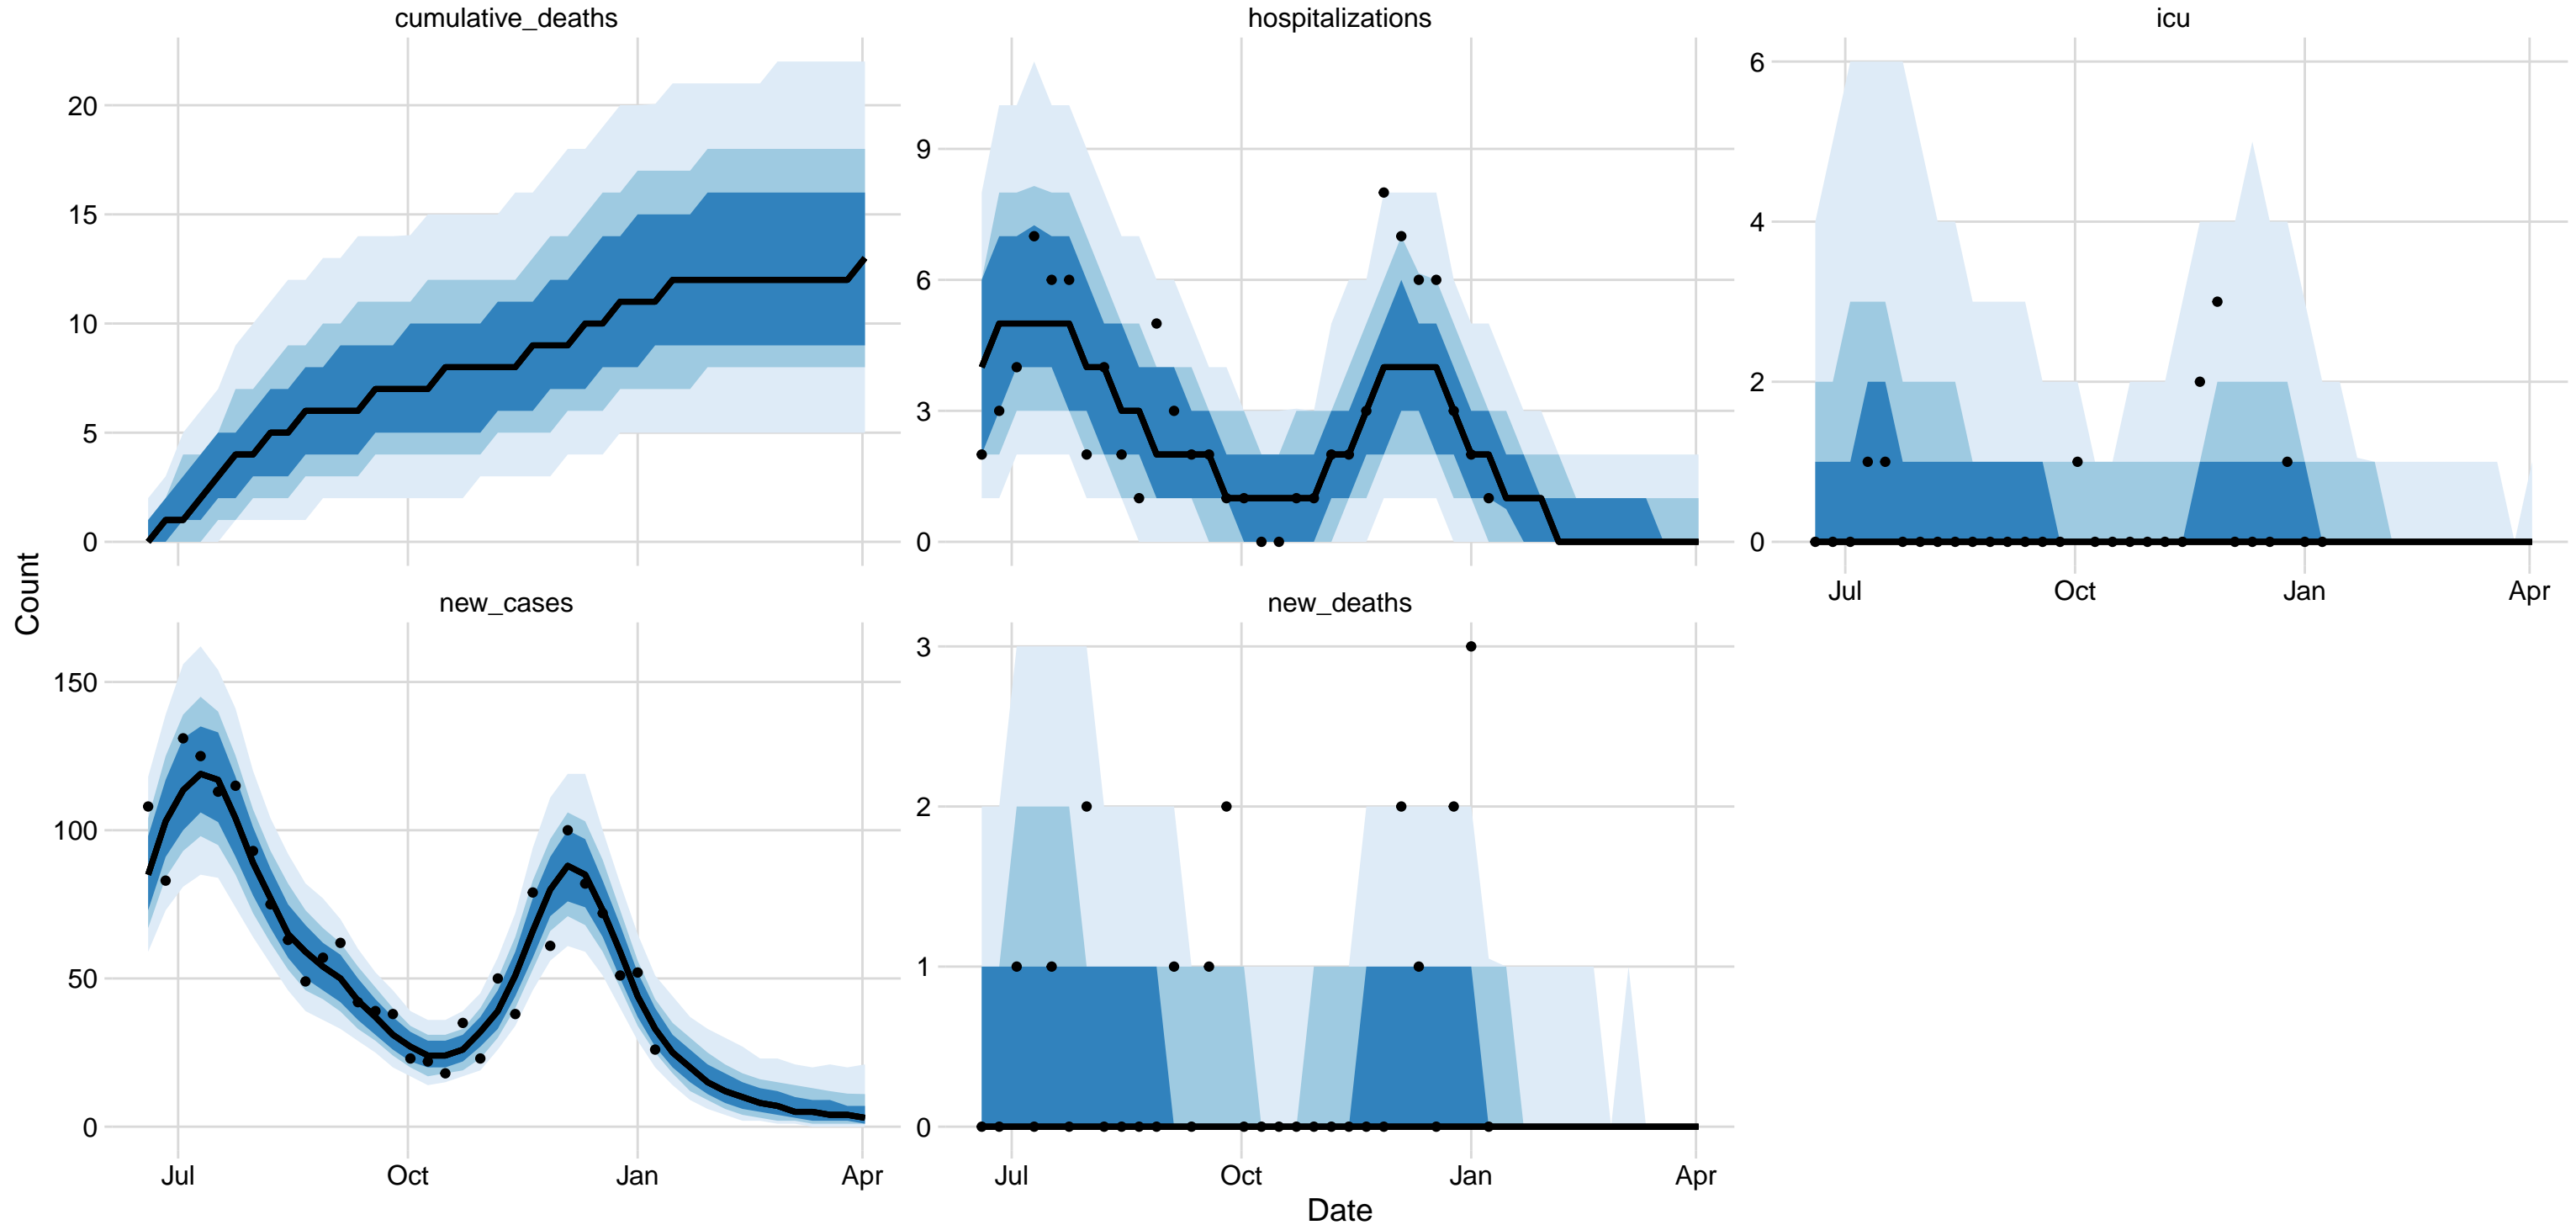 cumulative_deaths
hospitalizations
icu
20
15
10
5
0
9
6
3
0
6
4
2
0
Jul
Oct
Jan
Apr
Count
new_cases
new_deaths
150
100
50
0
3
2
1
0
Jul
Oct
Jan
Apr
Jul
Oct
Jan
Apr
Date